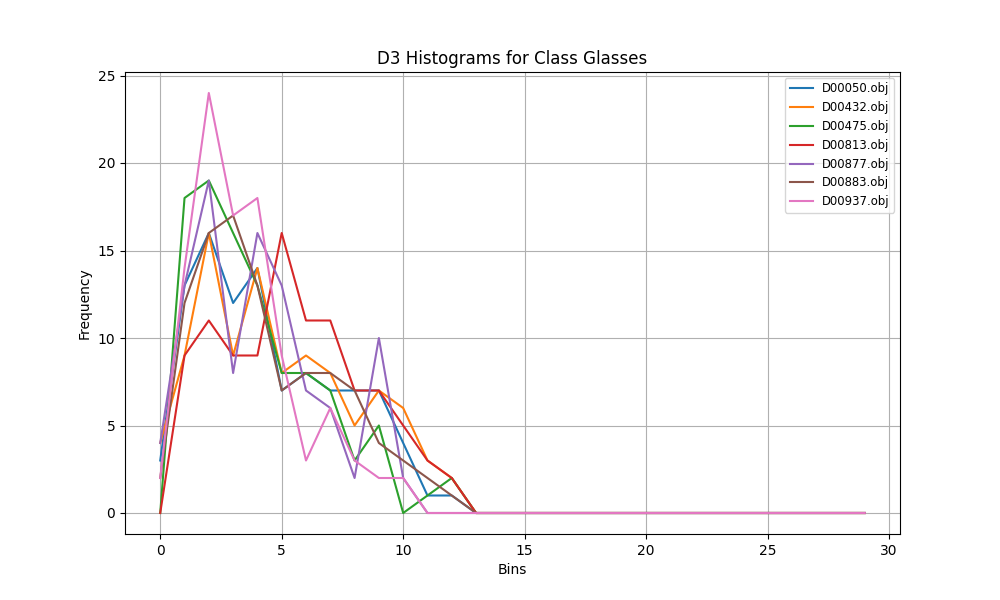 D3 Histograms for Class Glasses
25
20
15
10
5
0
Frequency
0 5 10 15 20 25 30
Bins
D00050.obj
D00432.obj
D00475.obj
D00813.obj
D00877.obj
D00883.obj
D00937.obj